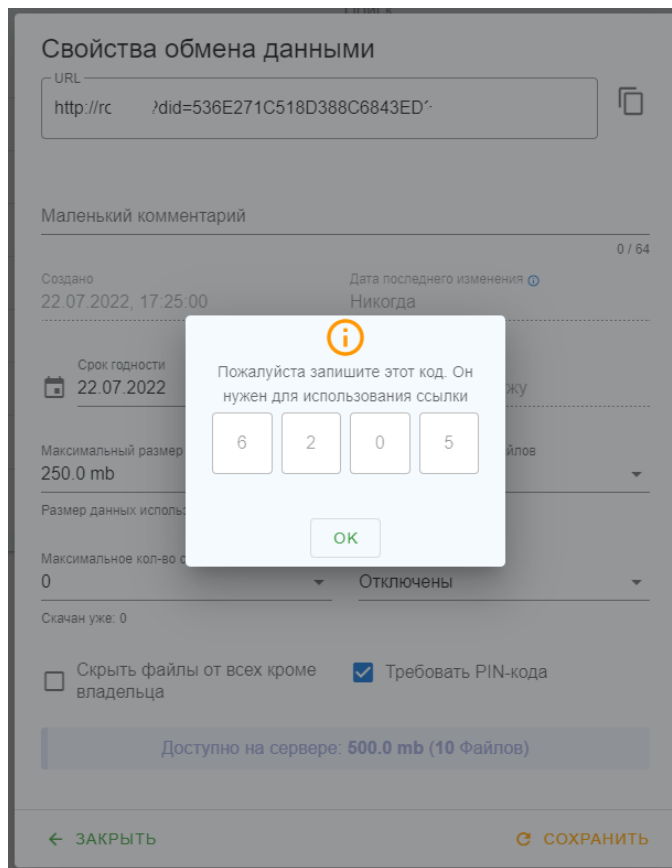 Свойства обмена данными
URL
http://rc ?did=536E271C518D388C6843ED
Маленький комментарий
0 / 64
Создано
Дата последнего изменения
22.07.2022, 17:25:00
Никогда
Срок годности
22.07.2022
Пожалуйста запишите этот код. Он
нужен для использования ссылки
6 2 0 5
OK
Максимальный размер
250.0 mb
Размер данных
Максимальное кол-во
0
Отключены
Скачан уже: 0
Скрыть файлы от всех кроме
владельца
Требовать PIN-кода
Доступно на сервере: 500.0 mb (10 Файлов)
ЗАКРЫТЬ
СОХРАНИТЬ